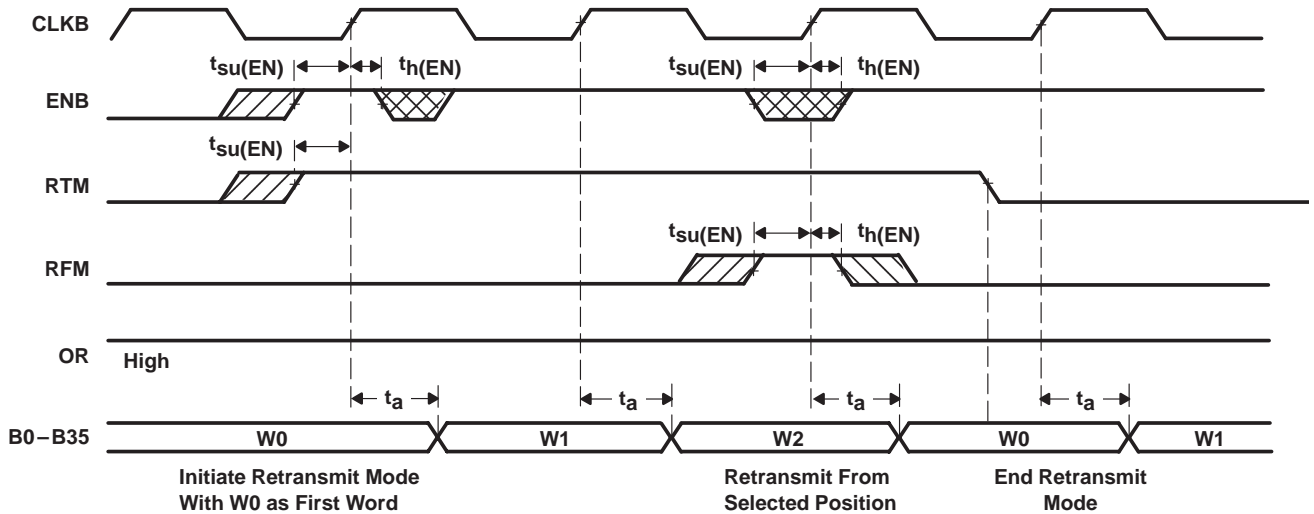 CLKB
tsu(EN)
th(EN)
tsu(EN)
th(EN)
ENB
tsu(EN)
RTM
tsu(EN)
th(EN)
RFM
OR
High
ta
ta
ta
ta
B0–B35
W0
W1
W2
W0
W1
Initiate Retransmit Mode
With W0 as First Word
Retransmit From
Selected Position
End Retransmit
Mode